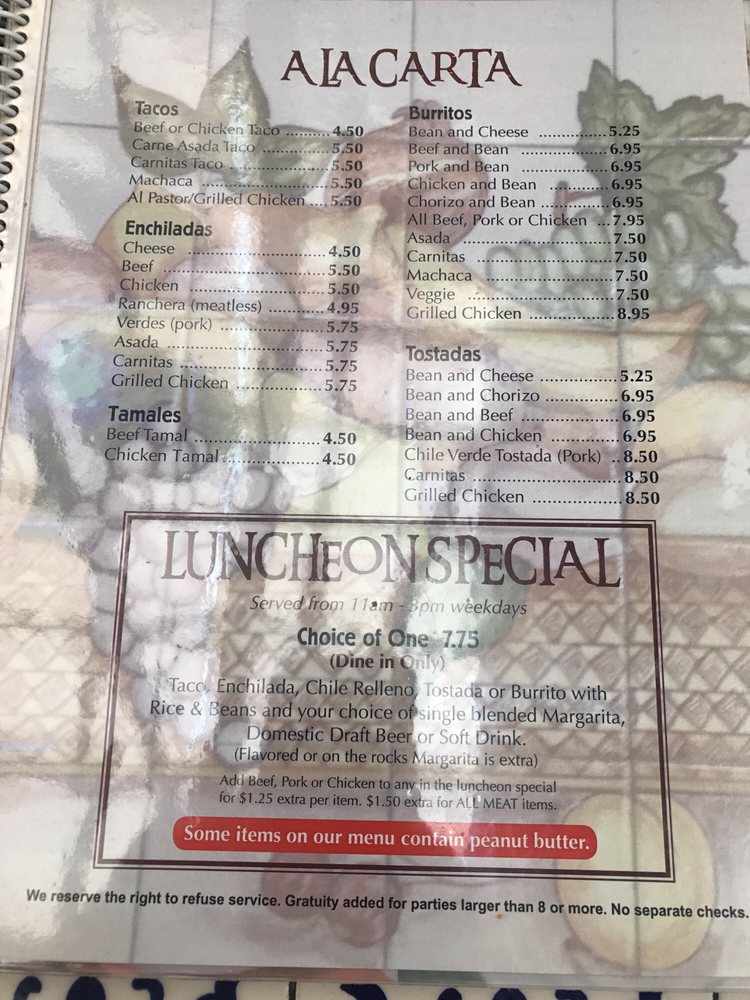 A LA CARTA
Tacos
Beef or Chicken Taco .......... 4.50
Carne Asada Taco ............... 5.50
Carnitas Taco ..................... 5.50
Machaca ........................... 5.50
Al Pastor/Grilled Chicken .... 5.50
Enchiladas
Cheese ............................. 4.50
Beef ................................. 5.50
Chicken ............................ 5.50
Ranchera (meatless) ............ 4.95
Verdes (pork) ..................... 5.75
Asada ............................... 5.75
Carnitas ............................ 5.75
Grilled Chicken .................. 5.75
Tamales
Beef Tamal ........................ 4.50
Chicken Tamal ................... 4.50
Burritos
Bean and Cheese ............... 5.25
Beef and Bean ................... 6.95
Pork and Bean ................... 6.95
Chicken and Bean .............. 6.95
Chorizo and Bean .............. 6.95
All Beef, Pork or Chicken ... 7.95
Asada .............................. 7.50
Carnitas ........................... 7.50
Machaca .......................... 7.50
Veggie ............................. 7.50
Grilled Chicken ................. 8.95
Tostadas
Bean and Cheese ................ 5.25
Bean and Chorizo ............... 6.95
Bean and Beef .................... 6.95
Bean and Chicken ............... 6.95
Chile Verde Tostada (Pork) .. 8.50
Carnitas ............................ 8.50
Grilled Chicken .................. 8.50
LUNCHEON SPECIAL
Served from 11am - 3pm weekdays
Choice of One 7.75
(Dine in Only)
Taco, Enchilada, Chile Relleno, Tostada or Burrito with
Rice & Beans and your choice of single blended Margarita,
Domestic Draft Beer or Soft Drink.
(Flavored or on the rocks Margarita is extra)
Add Beef, Pork or Chicken to any in the luncheon special
for $1.25 extra per item. $1.50 extra for ALL MEAT items.
Some items on our menu contain peanut butter.
We reserve the right to refuse service. Gratuity added for parties larger than 8 or more. No separate checks.